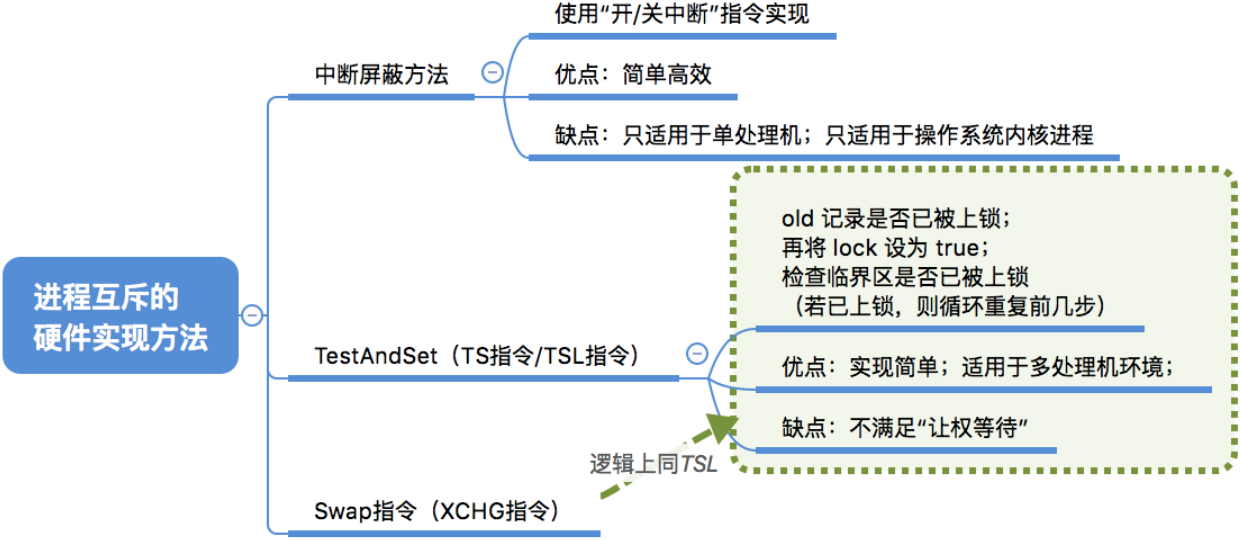 使用“开/关中断”指令实现
中断屏蔽方法
优点：简单高效
缺点：只适用于单处理机；只适用于操作系统内核进程
进程互斥的
硬件实现方法
TestAndSet（TS指令/TSL指令）
old 记录是否已被上锁；
再将 lock 设为 true；
检查临界区是否已被上锁
（若已上锁，则循环重复前几步）
优点：实现简单；适用于多处理机环境；
缺点：不满足“让权等待”
逻辑上同TSL
Swap指令（XCHG指令）